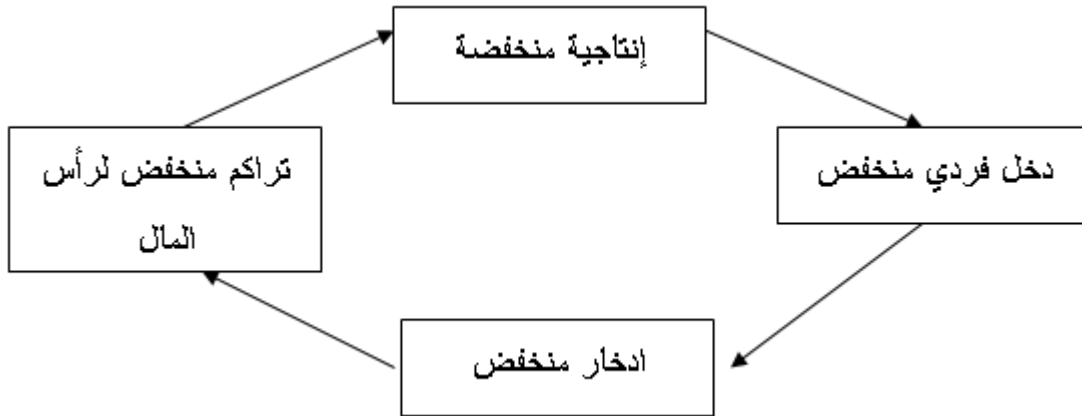 إنتاجية منخفضة
دخل فردي منخفض
تراكم منخفض لرأس
المال
ادخار منخفض